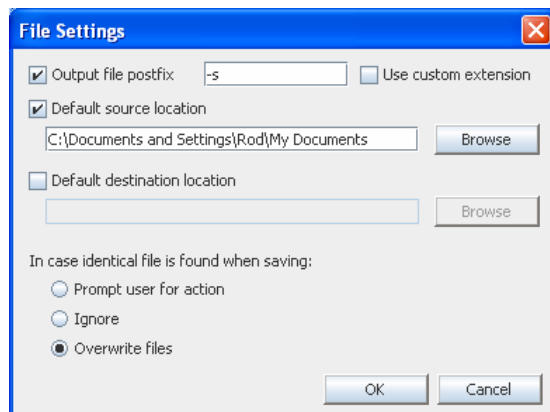 File Settings
Output file postfix -s Use custom extension
Default source location
C:\Documents and Settings\Rod\My Documents Browse
Default destination location
Browse
In case identical file is found when saving:
Prompt user for action
Ignore
Overwrite files
OK Cancel